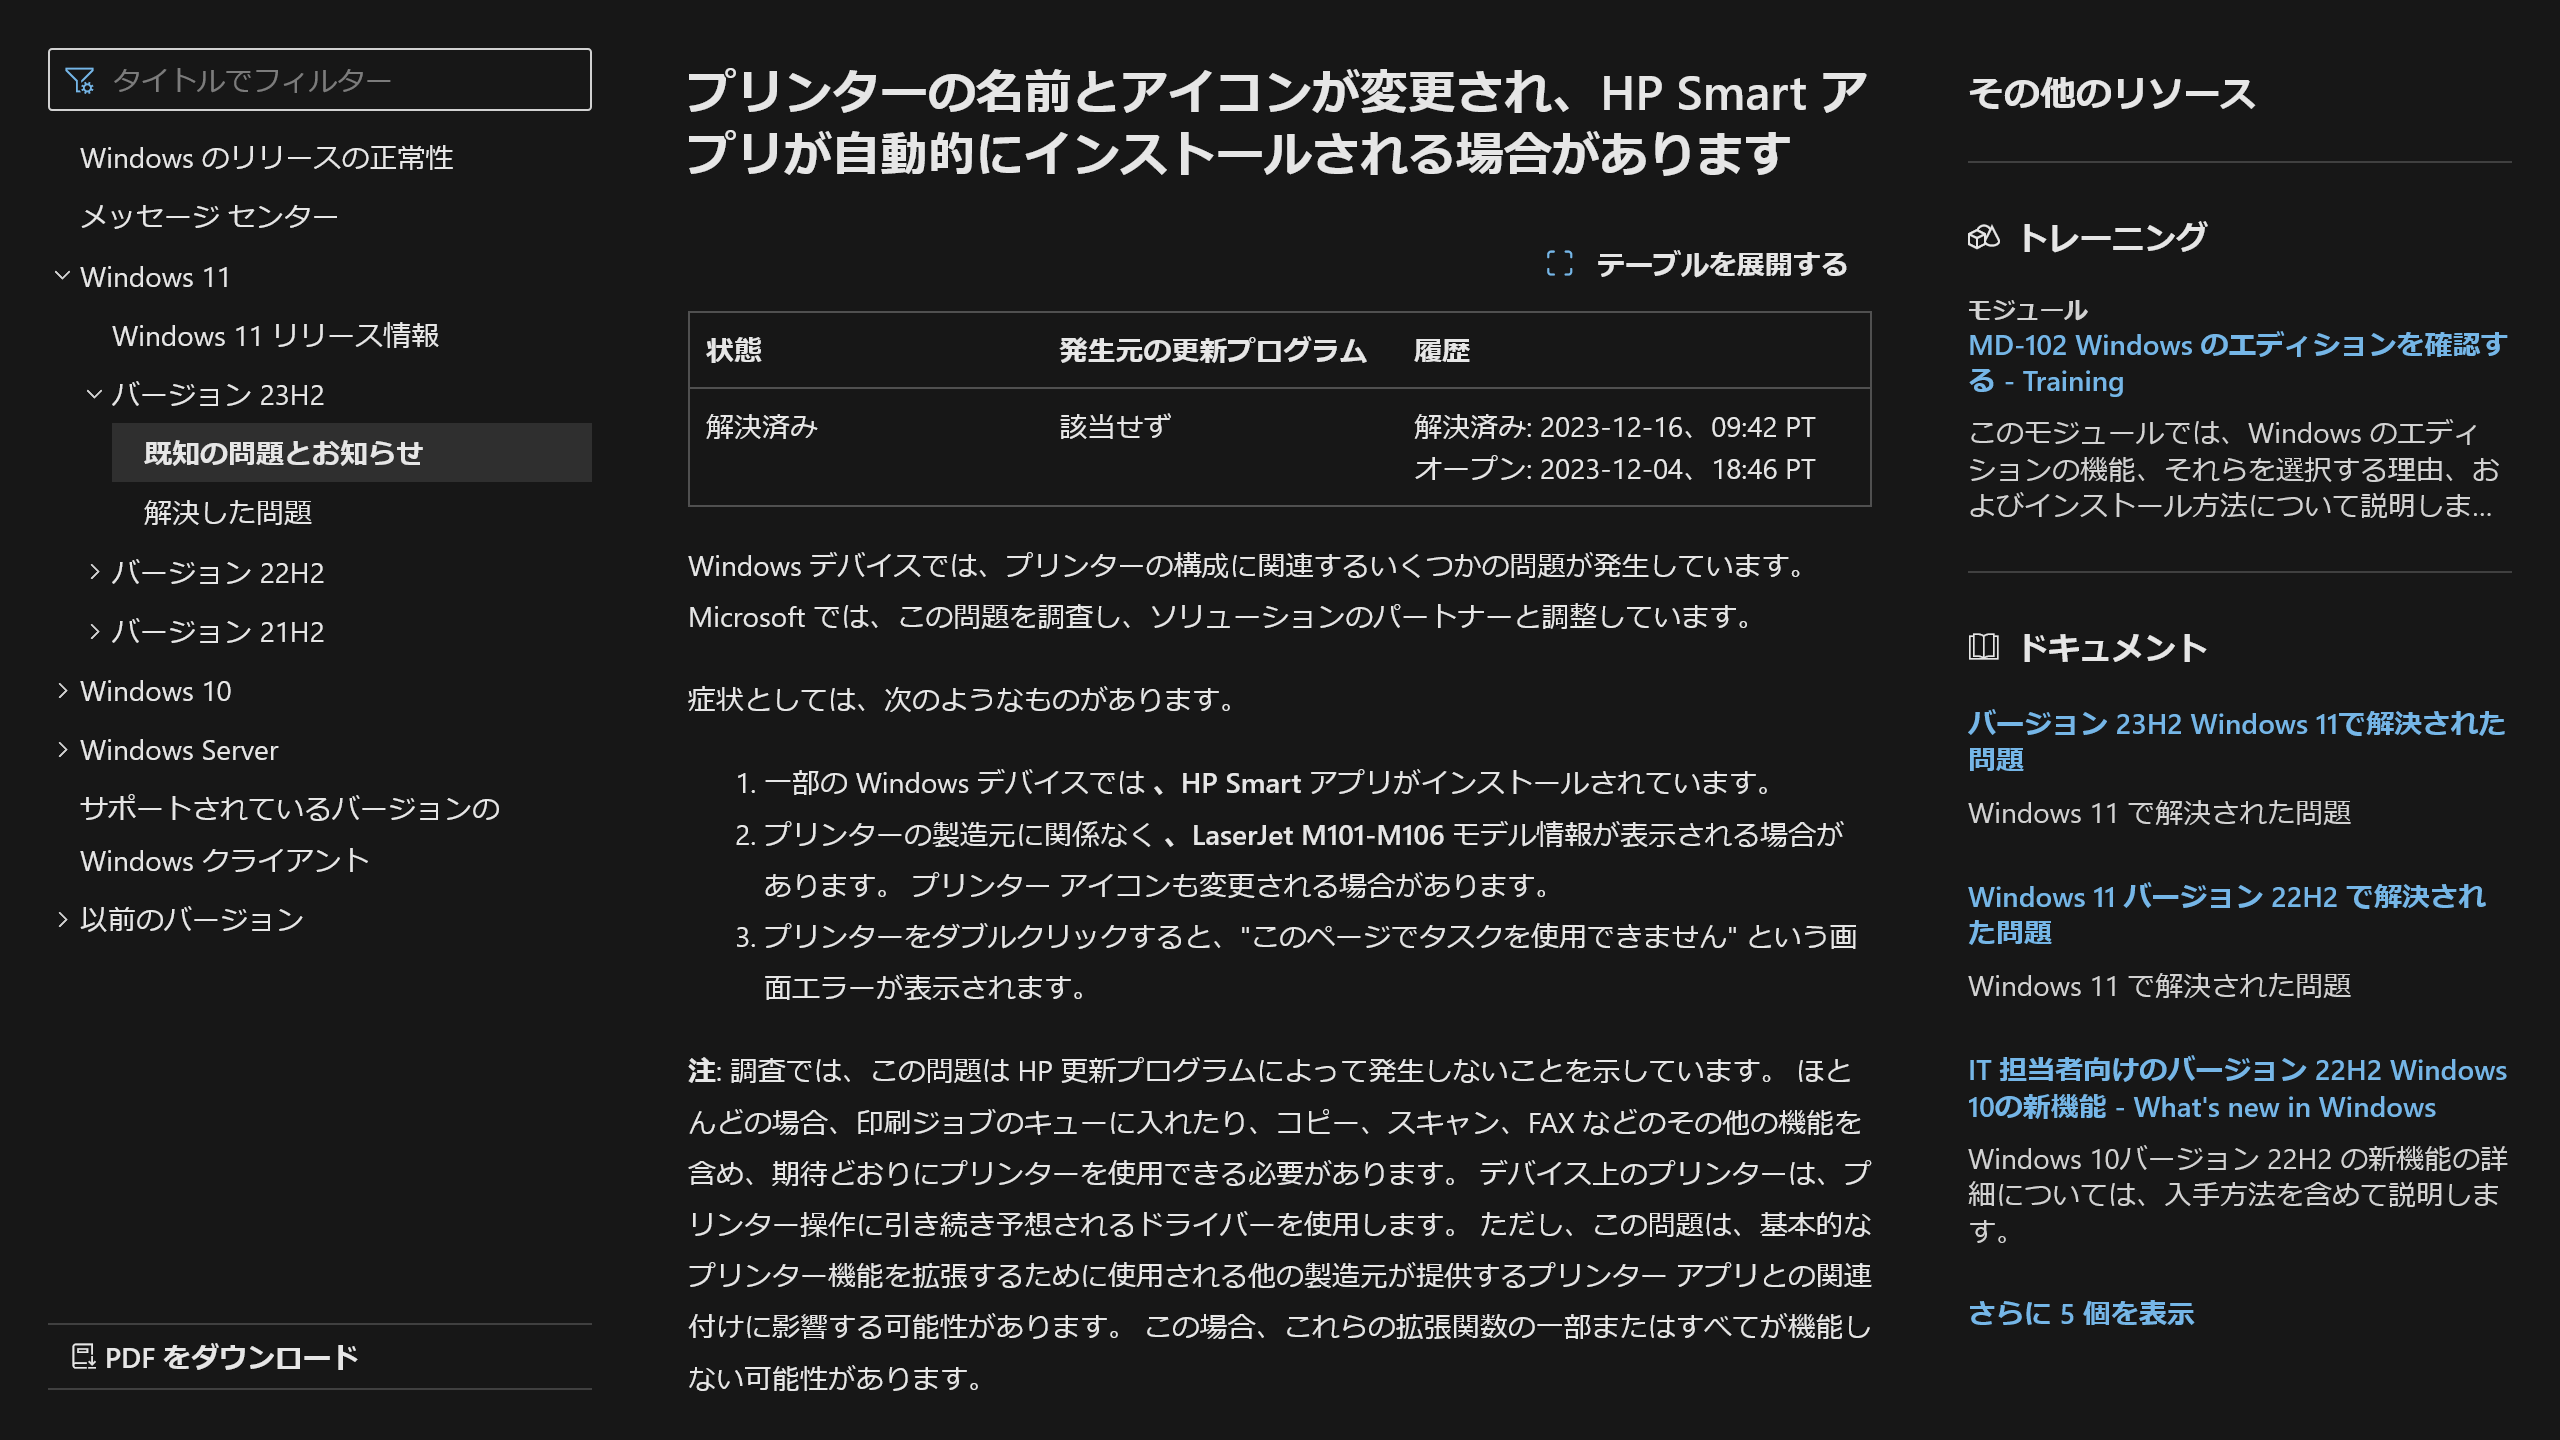 タイトルでフィルター
Windows のリリースの正常性
メッセージ センター
Windows 11
Windows 11 リリース情報
バージョン 23H2
既知の問題とお知らせ
解決した問題
バージョン 22H2
バージョン 21H2
Windows 10
Windows Server
サポートされているバージョンの
Windows クライアント
以前のバージョン
PDF をダウンロード
プリンターの名前とアイコンが変更され、HP Smart ア
プリが自動的にインストールされる場合があります
テーブルを展開する
状態 発生元の更新プログラム 履歴
解決済み 該当せず 解決済み: 2023-12-16、09:42 PT
オープン: 2023-12-04、18:46 PT
Windows デバイスでは、プリンターの構成に関連するいくつかの問題が発生しています。
Microsoft では、この問題を調査し、ソリューションのパートナーと調整しています。
症状としては、次のようなものがあります。
1. 一部の Windows デバイスでは 、HP Smart アプリがインストールされています。
2. プリンターの製造元に関係なく 、LaserJet M101-M106 モデル情報が表示される場合が
あります。 プリンター アイコンも変更される場合があります。
3. プリンターをダブルクリックすると、"このページでタスクを使用できません" という画
面エラーが表示されます。
注: 調査では、この問題は HP 更新プログラムによって発生しないことを示しています。 ほと
んどの場合、印刷ジョブのキューに入れたり、コピー、スキャン、FAX などのその他の機能を
含め、期待どおりにプリンターを使用できる必要があります。 デバイス上のプリンターは、プ
リンター操作に引き続き予想されるドライバーを使用します。 ただし、この問題は、基本的な
プリンター機能を拡張するために使用される他の製造元が提供するプリンター アプリとの関連
付けに影響する可能性があります。 この場合、これらの拡張関数の一部またはすべてが機能し
ない可能性があります。
その他のリソース
トレーニング
モジュール
MD-102 Windows のエディションを確認す
る - Training
このモジュールでは、Windows のエディ
ションの機能、それらを選択する理由、お
よびインストール方法について説明しま...
ドキュメント
バージョン 23H2 Windows 11で解決された
問題
Windows 11 で解決された問題
Windows 11 バージョン 22H2 で解決され
た問題
Windows 11 で解決された問題
IT 担当者向けのバージョン 22H2 Windows
10の新機能 - What's new in Windows
Windows 10バージョン 22H2 の新機能の詳
細については、入手方法を含めて説明しま
す。
さらに 5 個を表示